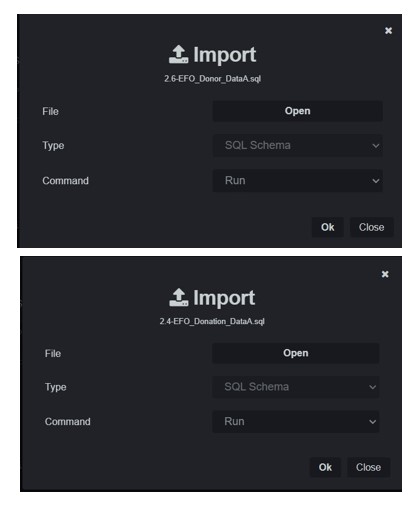 Import
2.6-EFO_Donor_DataA.sql
File Open
Type SQL Schema
Command Run
Ok Close
Import
2.4-EFO_Donation_DataA.sql
File Open
Type SQL Schema
Command Run
Ok Close